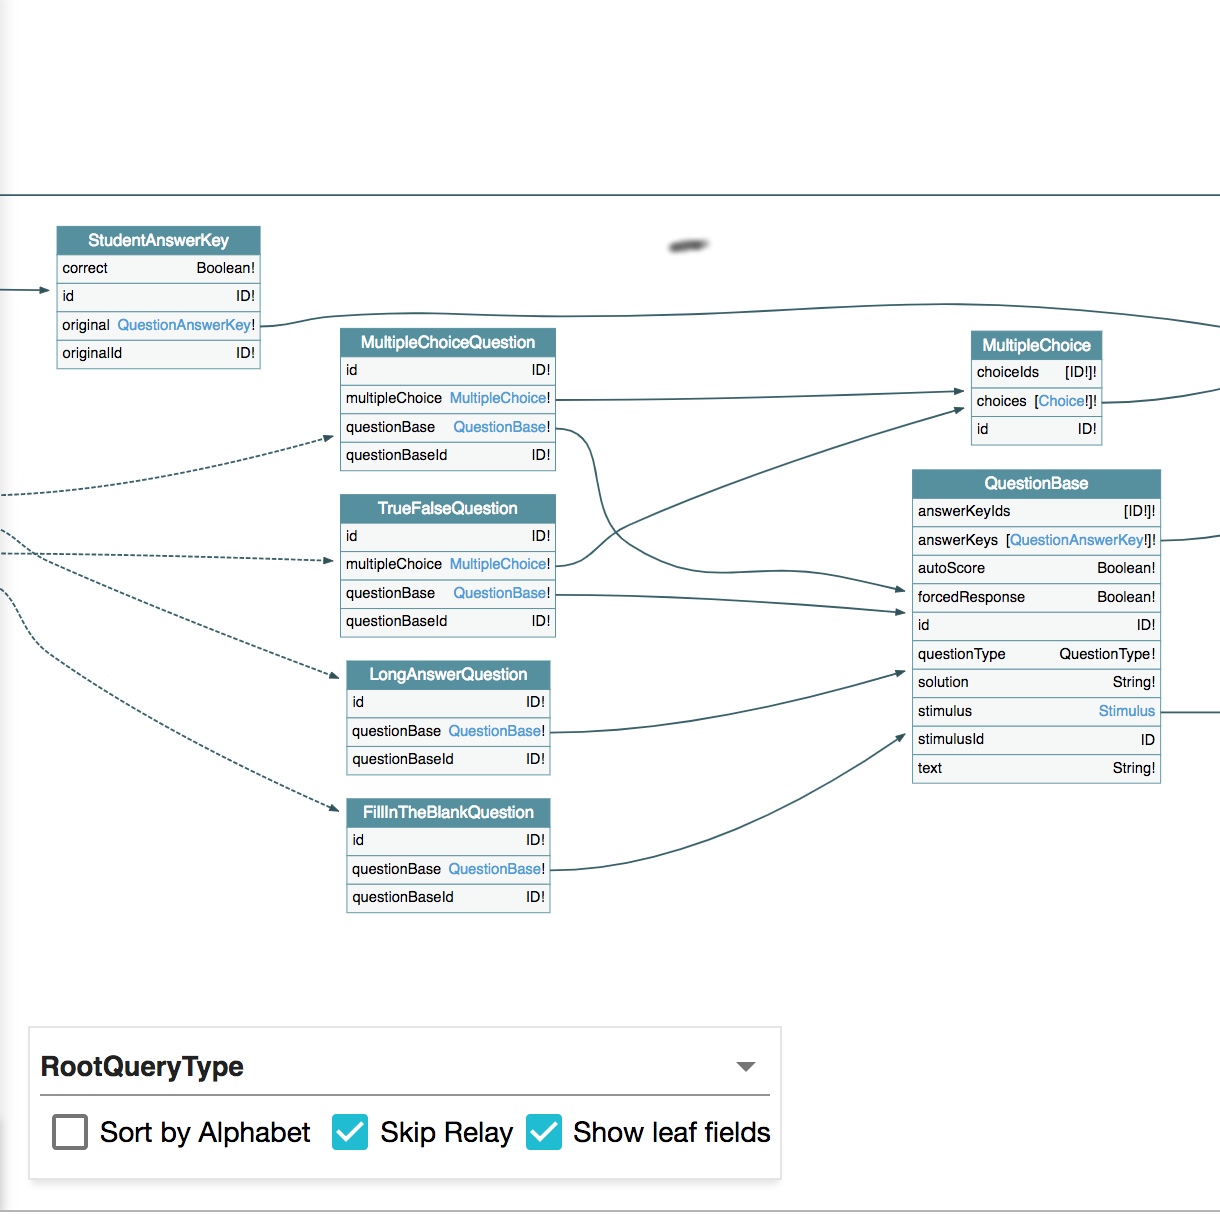 StudentAnswerKey
correct Boolean!
id ID!
original QuestionAnswerKey!
originalId ID!
MultipleChoiceQuestion
id ID!
multipleChoice MultipleChoice!
questionBase QuestionBase!
questionBaseId ID!
TrueFalseQuestion
id ID!
multipleChoice MultipleChoice!
questionBase QuestionBase!
questionBaseId ID!
LongAnswerQuestion
id ID!
questionBase QuestionBase!
questionBaseId ID!
FillInTheBlankQuestion
id ID!
questionBase QuestionBase!
questionBaseId ID!
MultipleChoice
choiceIds [ID!]!
choices [Choice!]!
id ID!
QuestionBase
answerKeyIds [ID!]!
answerKeys [QuestionAnswerKey!]!
autoScore Boolean!
forcedResponse Boolean!
id ID!
questionType QuestionType!
solution String!
stimulus Stimulus
stimulusId ID
text String!
RootQueryType
Sort by Alphabet Skip Relay Show leaf fields